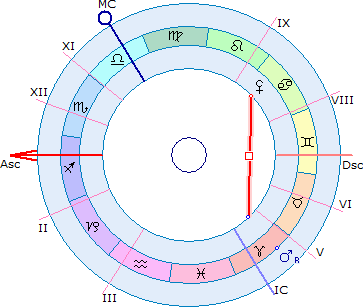 MC
IX
XI
♍
♌
♎
XII
♀
♋
VIII
♏
♊
Asc
♐
Dsc
♉
VI
II
♑
♈
♂R
V
♒
♓
III
IC